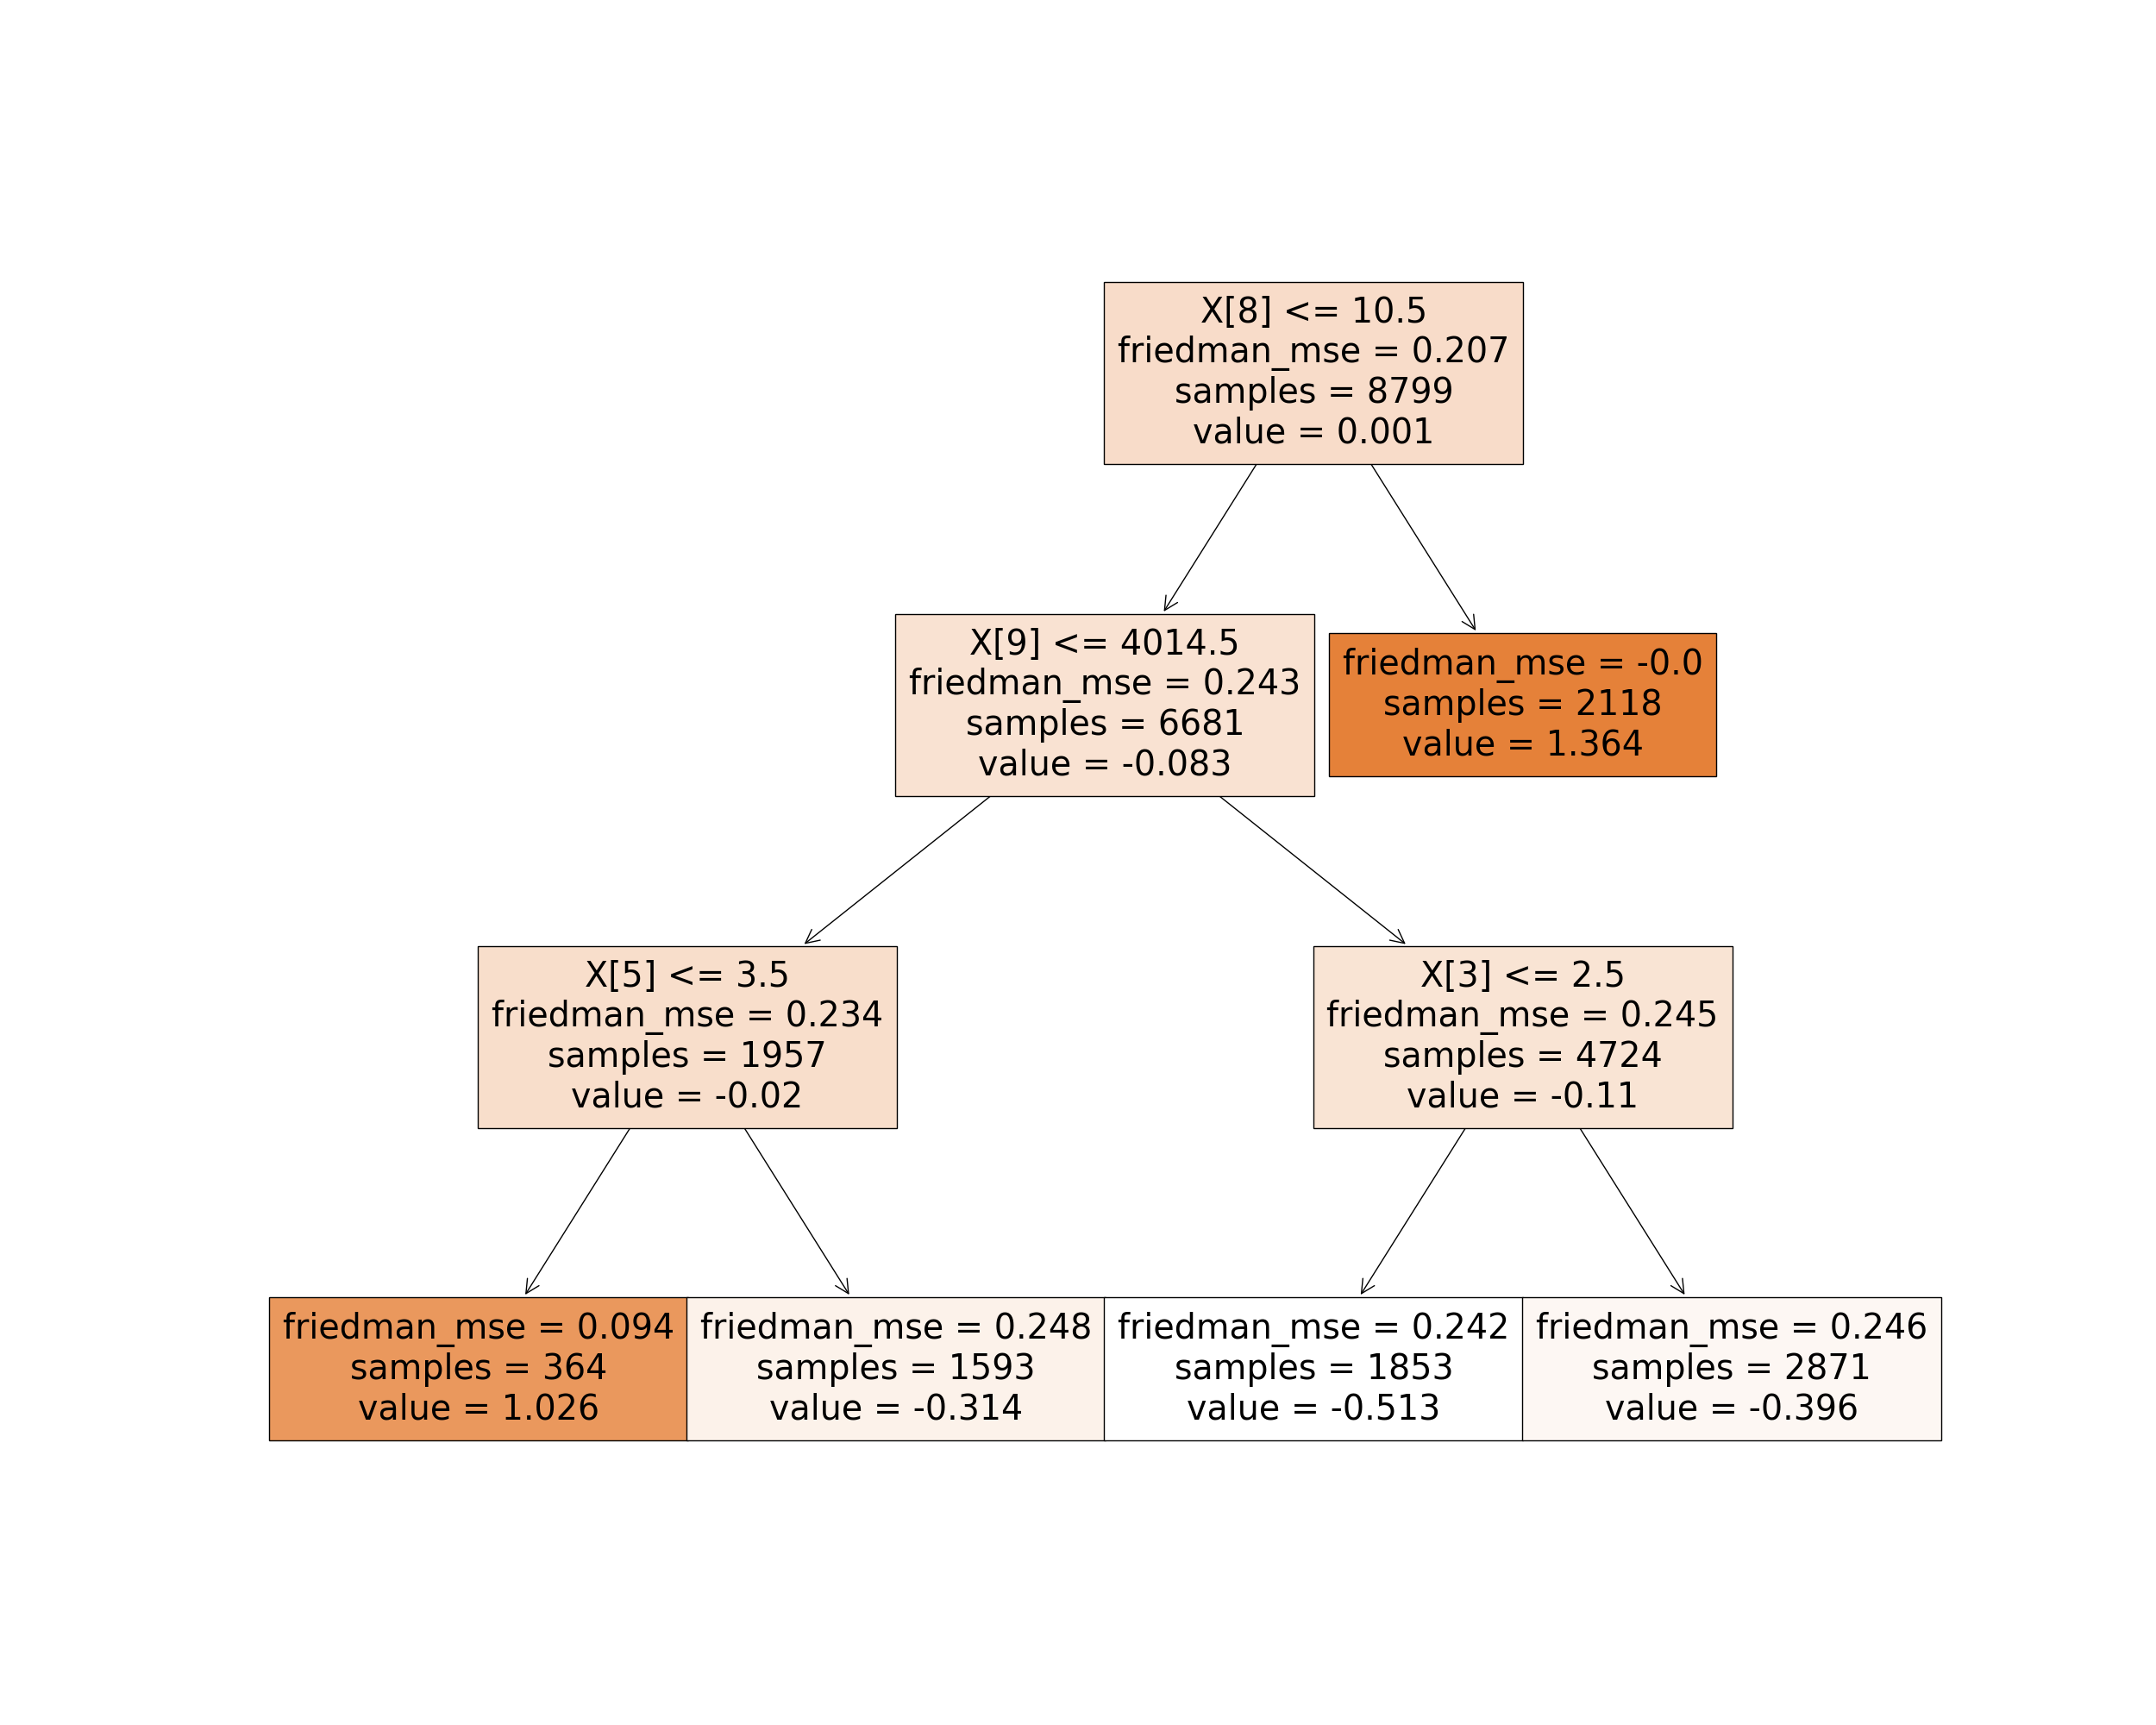 X[8] <= 10.5
friedman_mse = 0.207
samples = 8799
value = 0.001
X[9] <= 4014.5
friedman_mse = 0.243
samples = 6681
value = -0.083
friedman_mse = -0.0
samples = 2118
value = 1.364
X[5] <= 3.5
friedman_mse = 0.234
samples = 1957
value = -0.02
X[3] <= 2.5
friedman_mse = 0.245
samples = 4724
value = -0.11
friedman_mse = 0.094
samples = 364
value = 1.026
friedman_mse = 0.248
samples = 1593
value = -0.314
friedman_mse = 0.242
samples = 1853
value = -0.513
friedman_mse = 0.246
samples = 2871
value = -0.396